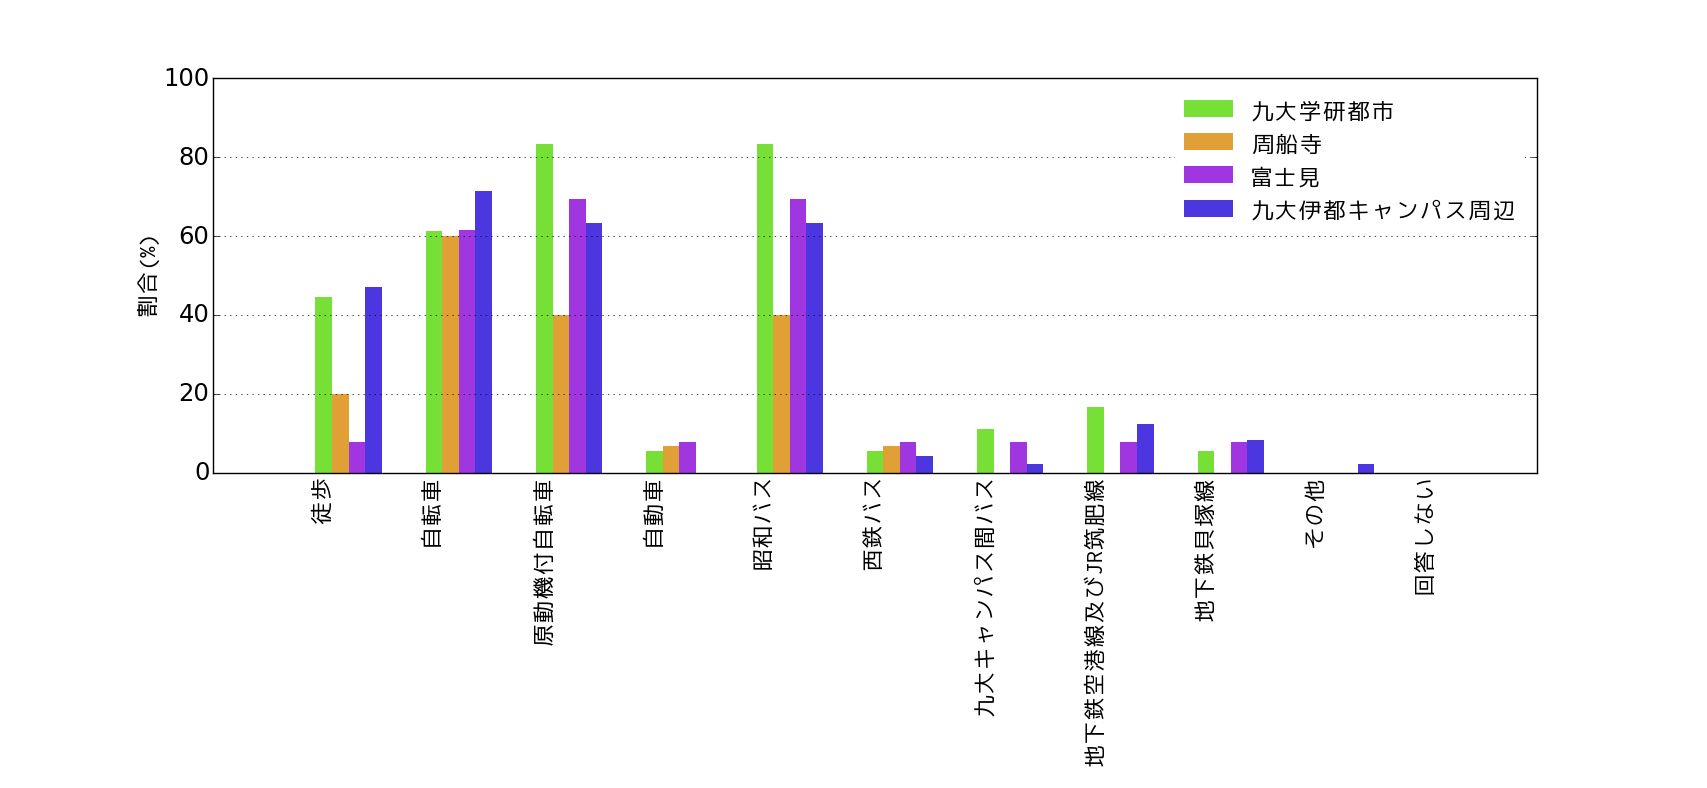 100
80
60
40
20
0
割合(%)
九大学研都市
周船寺
富士見
九大伊都キャンパス周辺
徒歩
自転車
原動機付自転車
自動車
昭和バス
西鉄バス
九大キャンパス間バス
地下鉄空港線及びJR筑肥線
地下鉄貝塚線
その他
回答しない